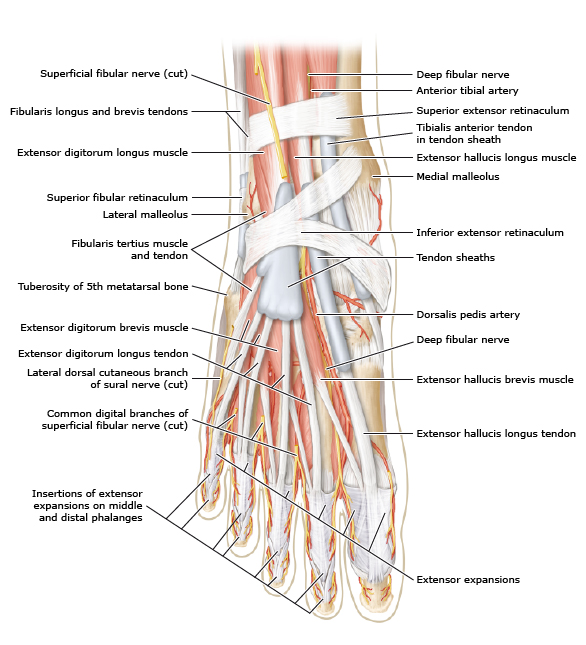 Superficial fibular nerve (cut)
Fibularis longus and brevis tendons
Extensor digitorum longus muscle
Superior fibular retinaculum
Lateral malleolus
Fibularis tertius muscle
and tendon
Tuberosity of 5th metatarsal bone
Extensor digitorum brevis muscle
Extensor digitorum longus tendon
Lateral dorsal cutaneous branch
of sural nerve (cut)
Common digital branches of
superficial fibular nerve (cut)
Insertions of extensor
expansions on middle
and distal phalanges
Deep fibular nerve
Anterior tibial artery
Superior extensor retinaculum
Tibialis anterior tendon
in tendon sheath
Extensor hallucis longus muscle
Medial malleolus
Inferior extensor retinaculum
Tendon sheaths
Dorsalis pedis artery
Deep fibular nerve
Extensor hallucis brevis muscle
Extensor hallucis longus tendon
Extensor expansions